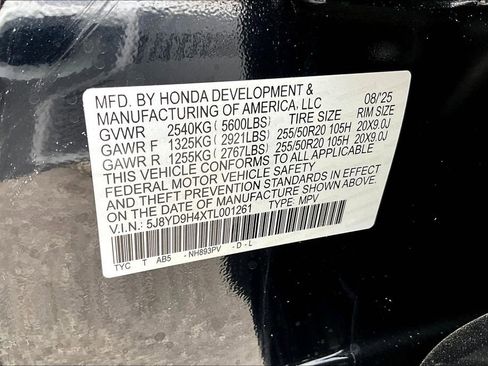 MFD. BY HONDA DEVELOPMENT &
MANUFACTURING OF AMERICA, LLC 08/'25
GVWR 2540KG (5600LBS) TIRE SIZE RIM SIZE
GAWR F 1325KG (2921LBS) 255/50R20 105H 20X9.0J
GAWR R 1255KG (2767LBS) 255/50R20 105H 20X9.0J
THIS VEHICLE CONFORMS TO ALL APPLICABLE
FEDERAL MOTOR VEHICLE SAFETY
AND THEFT PREVENTION STANDARDS IN EFFECT
ON THE DATE OF MANUFACTURE SHOWN ABOVE.
V.I.N.: 5J8YD9H4XTL001261 TYPE: MPV
TYC T AB5 - NH893PV - D - L